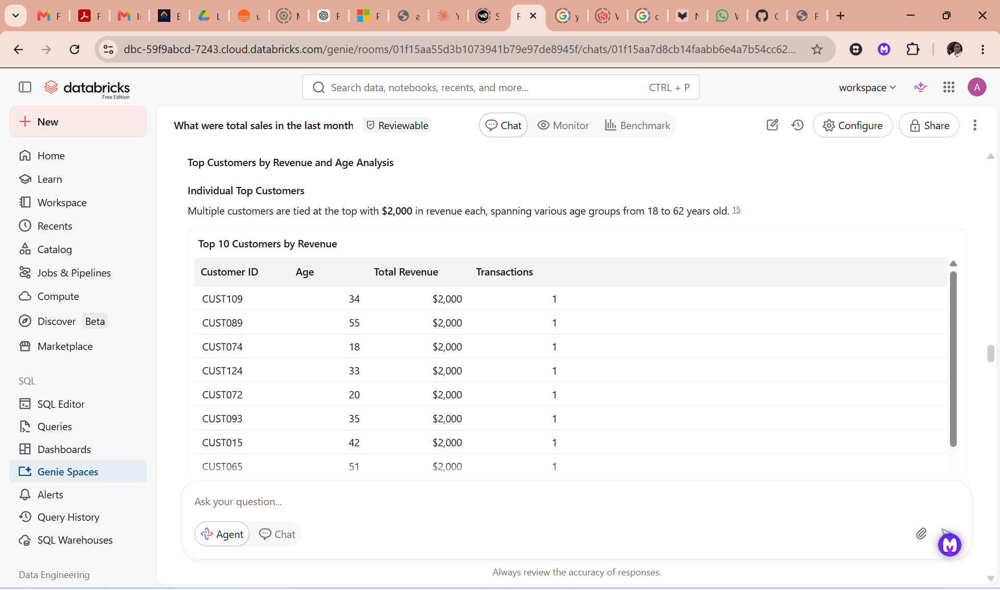 dbc-59f9abcd-7243.cloud.databricks.com/genie/rooms/01f15aa55d3b1073941b79e97de8945f/chats/01f15aa7d8cb14faabb6e4a7b54cc62...
databricks
Free Edition
Search data, notebooks, recents, and more...
CTRL + P
workspace
A
New
Home
Learn
Workspace
Recents
Catalog
Jobs & Pipelines
Compute
Discover Beta
Marketplace
SQL
SQL Editor
Queries
Dashboards
Genie Spaces
Alerts
Query History
SQL Warehouses
Data Engineering
What were total sales in the last month
Reviewable
Chat
Monitor
Benchmark
Configure
Share
Top Customers by Revenue and Age Analysis
Individual Top Customers
Multiple customers are tied at the top with $2,000 in revenue each, spanning various age groups from 18 to 62 years old. 15
Top 10 Customers by Revenue
Customer ID Age Total Revenue Transactions
CUST109 34 $2,000 1
CUST089 55 $2,000 1
CUST074 18 $2,000 1
CUST124 33 $2,000 1
CUST072 20 $2,000 1
CUST093 35 $2,000 1
CUST015 42 $2,000 1
CUST065 51 $2,000 1
Ask your question...
Agent
Chat
Always review the accuracy of responses.